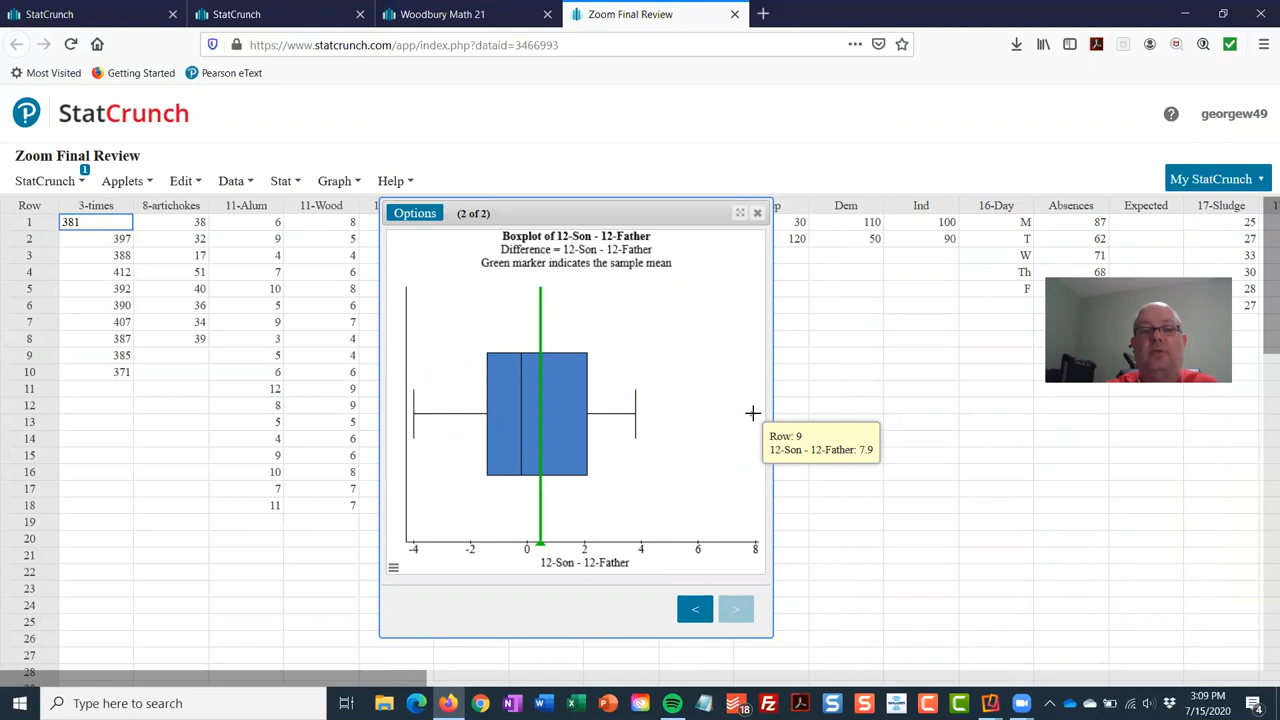 StatCrunch
StatCrunch
Woodbury Math 21
Zoom Final Review
https://www.statcrunch.com/app/index.php?dataid=3466993
Most Visited
Getting Started
Pearson eText
StatCrunch
georgew49
Zoom Final Review
StatCrunch 1 Applets Edit Data Stat Graph Help
My StatCrunch
Row 3-times 8-artichokes 11-Alum 11-Wood Dem Ind 16-Day Absences Expected 17-Sludge
1 381 38 6 8 30 110 100 M 87 25
2 397 32 9 5 120 50 90 T 62 27
3 388 17 4 4 W 71 33
4 412 51 7 6 Th 68 30
5 392 40 10 8 F 28
6 390 36 5 6 27
7 407 34 9 7
8 387 39 3 4
9 385 5 4
10 371 6 6
11 12 9
12 8 9
13 5 5
14 4 6
15 9 6
16 10 8
17 7 7
18 11 7
19
20
21
22
23
24
25
26
27
28
Options (2 of 2)
Boxplot of 12-Son - 12-Father
Difference = 12-Son - 12-Father
Green marker indicates the sample mean
Row: 9
12-Son - 12-Father: 7.9
-4 -2 0 2 4 6 8
12-Son - 12-Father
< >
Type here to search
18
3:09 PM
7/15/2020